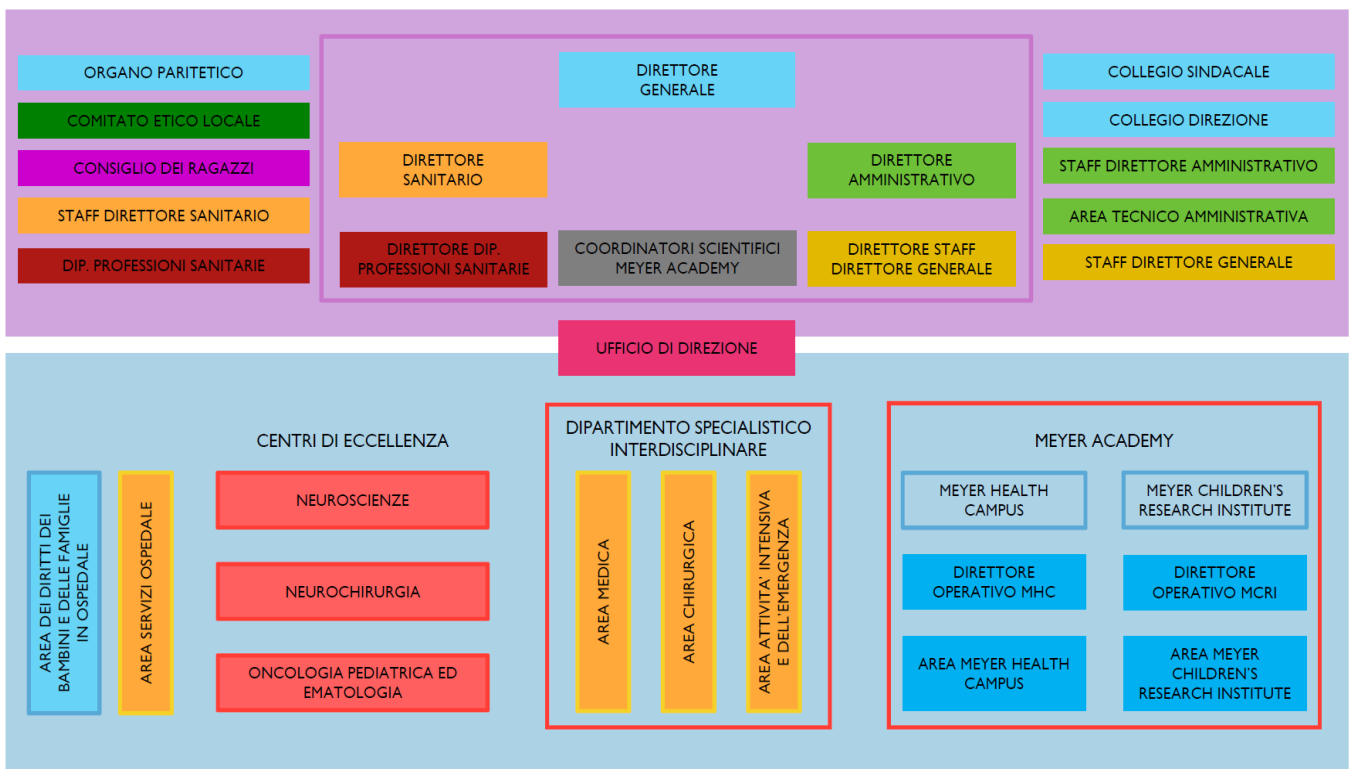 ORGANO PARITETICO
COMITATO ETICO LOCALE
CONSIGLIO DEI RAGAZZI
STAFF DIRETTORE SANITARIO
DIP. PROFESSIONI SANITARIE
DIRETTORE
GENERALE
DIRETTORE
SANITARIO
DIRETTORE
AMMINISTRATIVO
DIRETTORE DIP.
PROFESSIONI SANITARIE
COORDINATORI SCIENTIFICI
MEYER ACADEMY
DIRETTORE STAFF
DIRETTORE GENERALE
COLLEGIO SINDACALE
COLLEGIO DIREZIONE
STAFF DIRETTORE AMMINISTRATIVO
AREA TECNICO AMMINISTRATIVA
STAFF DIRETTORE GENERALE
UFFICIO DI DIREZIONE
AREA DEI DIRITTI DEI
BAMBINI E DELLE FAMIGLIE
IN OSPEDALE
AREA SERVIZI OSPEDALE
CENTRI DI ECCELLENZA
NEUROSCIENZE
NEUROCHIRURGIA
ONCOLOGIA PEDIATRICA ED
EMATOLOGIA
DIPARTIMENTO SPECIALISTICO
INTERDISCIPLINARE
AREA MEDICA
AREA CHIRURGICA
AREA ATTIVITA' INTENSIVA
E DELL'EMERGENZA
MEYER ACADEMY
MEYER HEALTH
CAMPUS
MEYER CHILDREN'S
RESEARCH INSTITUTE
DIRETTORE
OPERATIVO MHC
DIRETTORE
OPERATIVO MCRI
AREA MEYER HEALTH
CAMPUS
AREA MEYER
CHILDREN'S
RESEARCH INSTITUTE